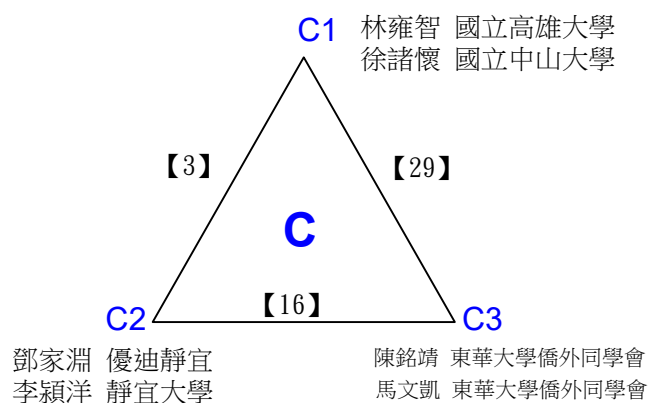 C1
林雍智 國立高雄大學
徐諸懷 國立中山大學
【3】
【29】
C
【16】
C2
C3
鄧家淵 優迪靜宜
李潁洋 靜宜大學
陳銘靖 東華大學僑外同學會
馬文凱 東華大學僑外同學會